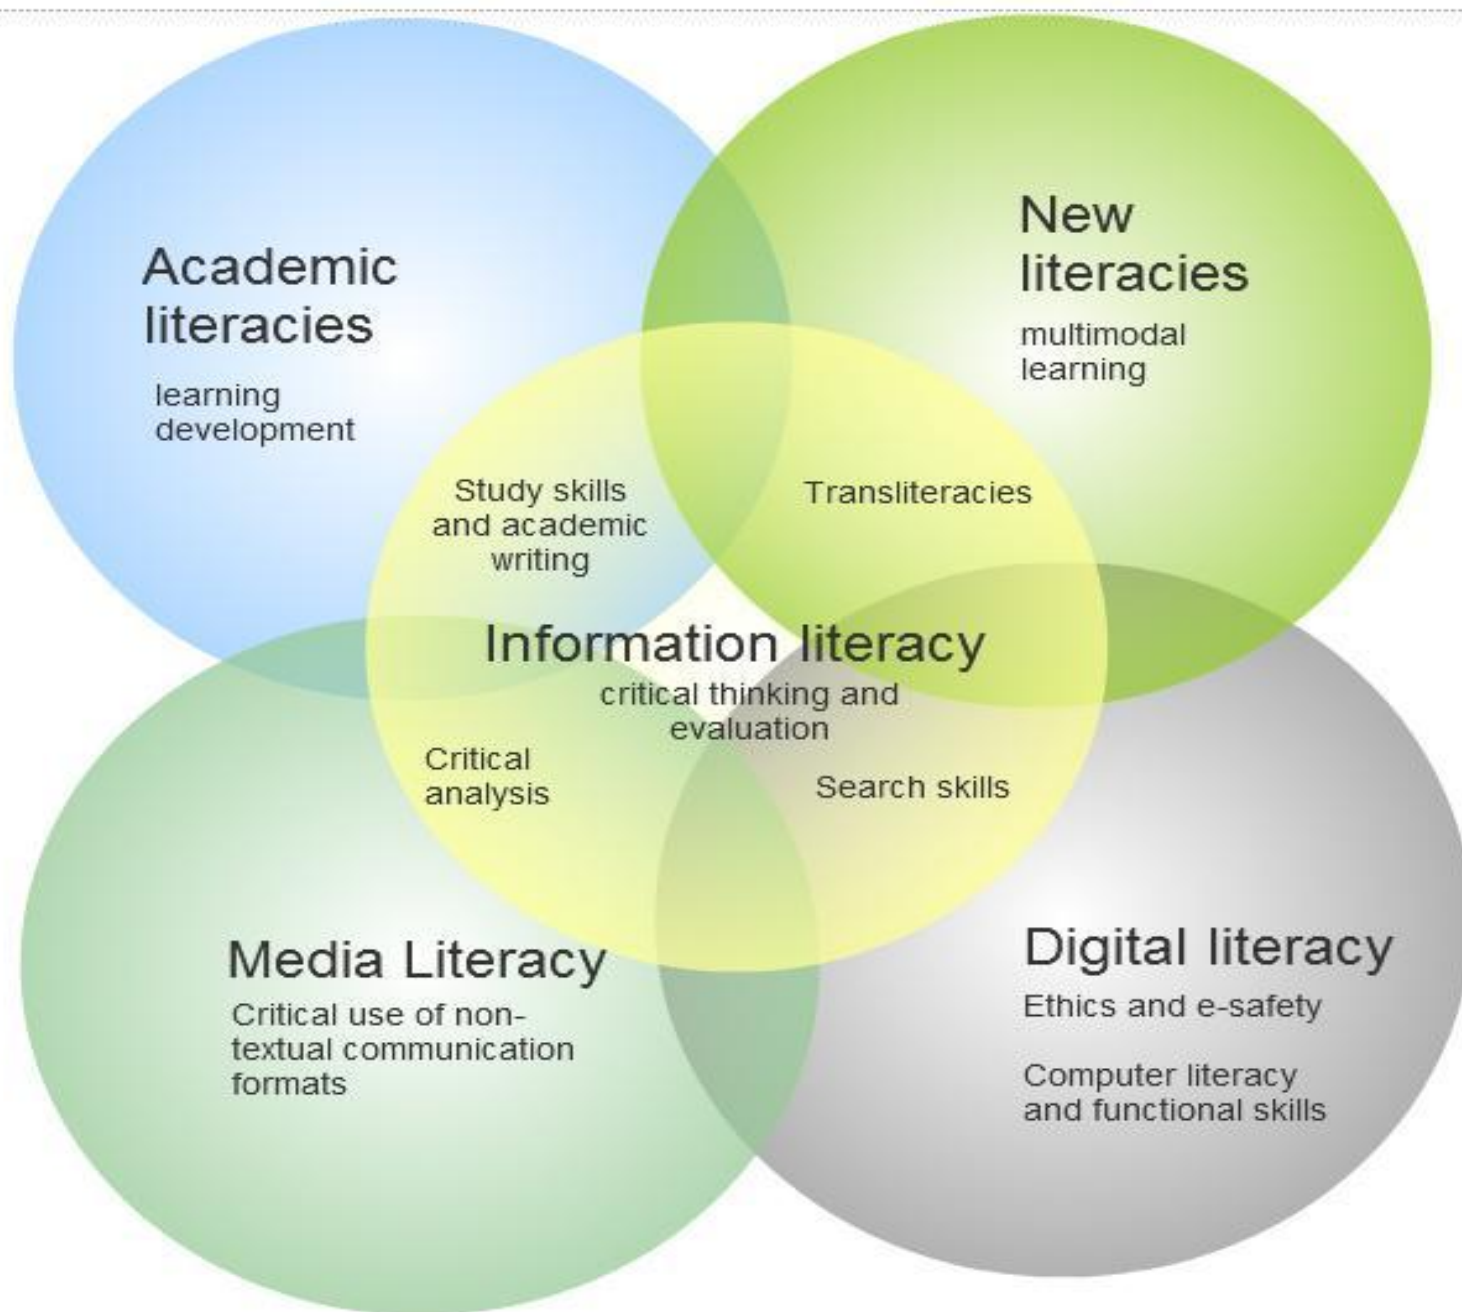 Academic
literacies
learning
development
New
literacies
multimodal
learning
Study skills
and academic
writing
Transliteracies
Information literacy
critical thinking and
evaluation
Critical
analysis
Search skills
Media Literacy
Critical use of non-
textual communication
formats
Digital literacy
Ethics and e-safety
Computer literacy
and functional skills